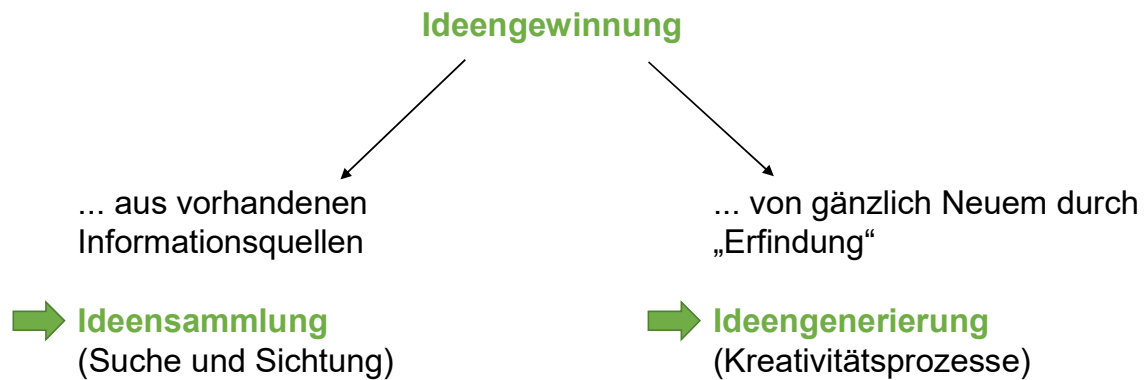 Ideengewinnung
... aus vorhandenen
Informationsquellen
Ideensammlung
(Suche und Sichtung)
... von gänzlich Neuem durch
„Erfindung“
Ideengenerierung
(Kreativitätsprozesse)